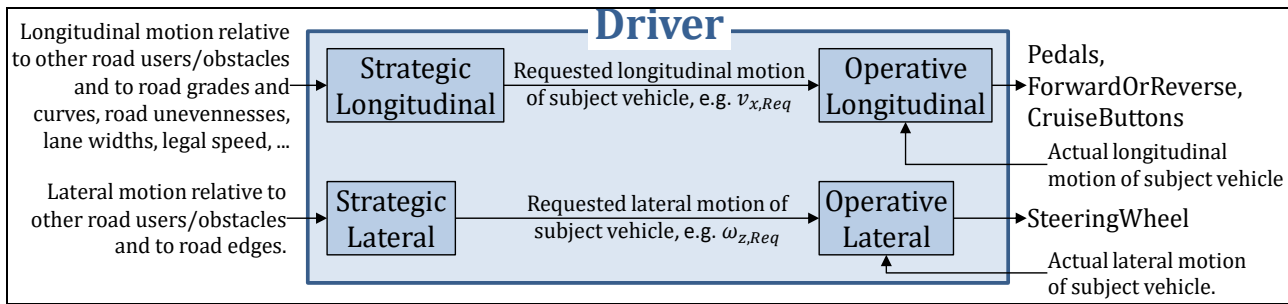 Driver
Longitudinal motion relative
to other road users/obstacles
and to road grades and
curves, road unevennesses,
lane widths, legal speed, ...
Strategic
Longitudinal
Requested longitudinal motion
of subject vehicle, e.g. v_{x,Req}
Operative
Longitudinal
Pedals,
ForwardOrReverse,
CruiseButtons
Actual longitudinal
motion of subject vehicle
Lateral motion relative to
other road users/obstacles
and to road edges.
Strategic
Lateral
Requested lateral motion of
subject vehicle, e.g. ω_{z,Req}
Operative
Lateral
SteeringWheel
Actual lateral motion
of subject vehicle.